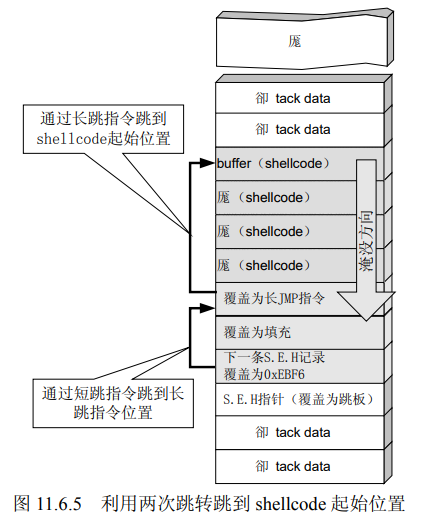 厑
卻 tack data
卻 tack data
通过长跳指令跳到
shellcode起始位置
buffer（shellcode）
厑（shellcode）
厑（shellcode）
厑（shellcode）
淹没方向
覆盖为长JMP指令
覆盖为填充
下一条S.E.H记录
覆盖为0xEBF6
通过短跳指令跳到长
跳指令位置
S.E.H指针（覆盖为跳板）
卻 tack data
卻 tack data
图 11.6.5 利用两次跳转跳到 shellcode 起始位置